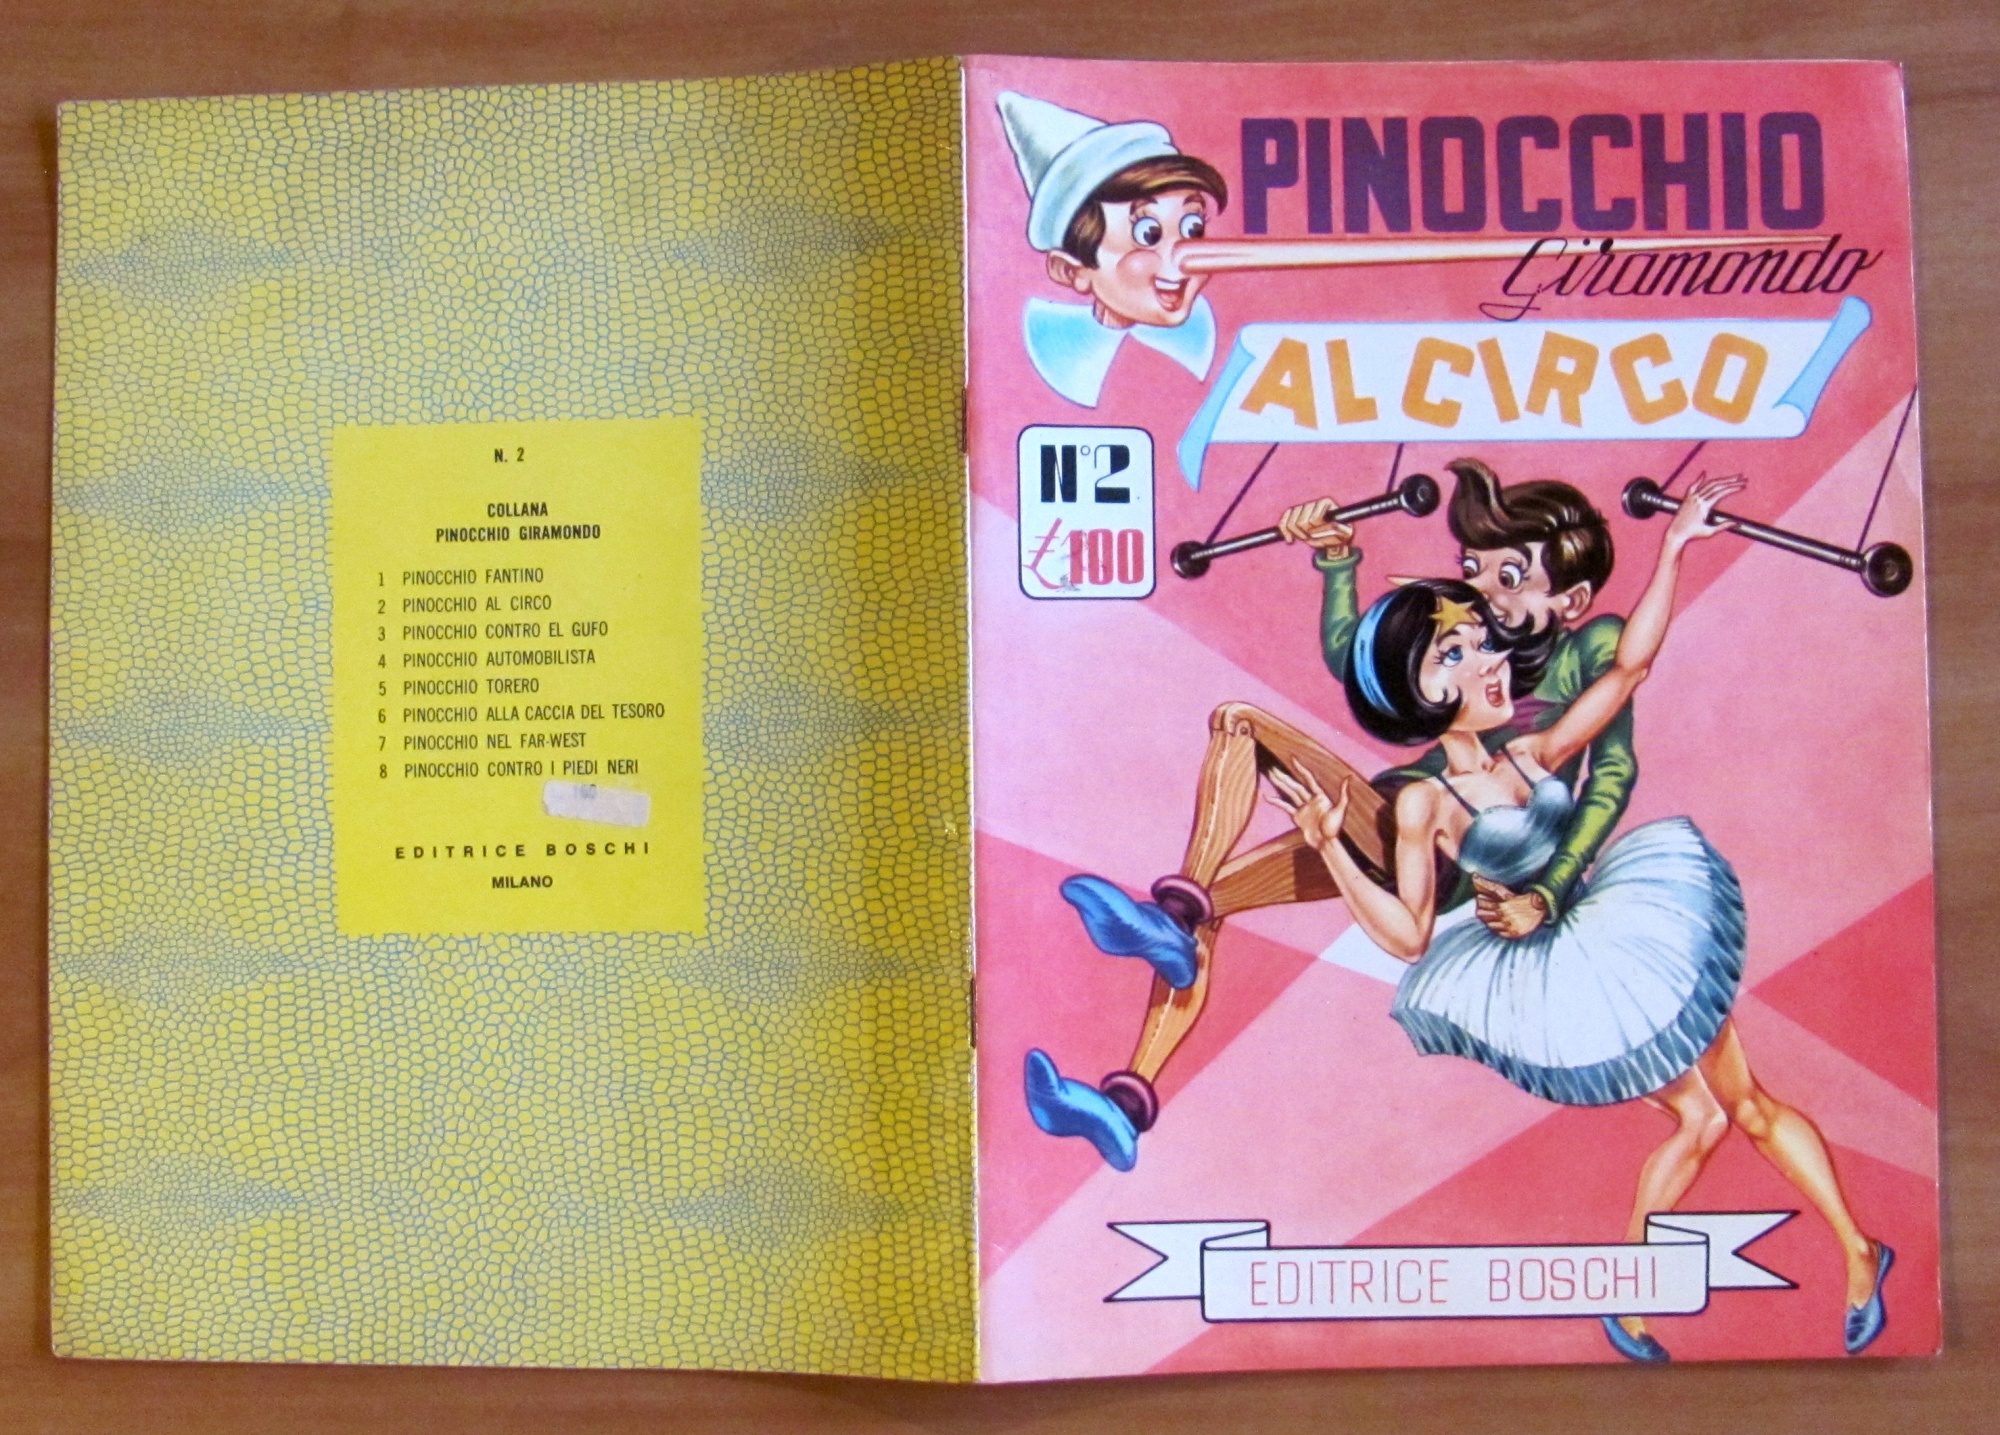 N. 2
COLLANA
PINOCCHIO GIRAMONDO
1 PINOCCHIO FANTINO
2 PINOCCHIO AL CIRCO
3 PINOCCHIO CONTRO EL GUFO
4 PINOCCHIO AUTOMOBILISTA
5 PINOCCHIO TORERO
6 PINOCCHIO ALLA CACCIA DEL TESORO
7 PINOCCHIO NEL FAR-WEST
8 PINOCCHIO CONTRO I PIEDI NERI
EDITRICE BOSCHI
MILANO
PINOCCHIO
Giramondo
AL CIRCO
N°2
£100
EDITRICE BOSCHI